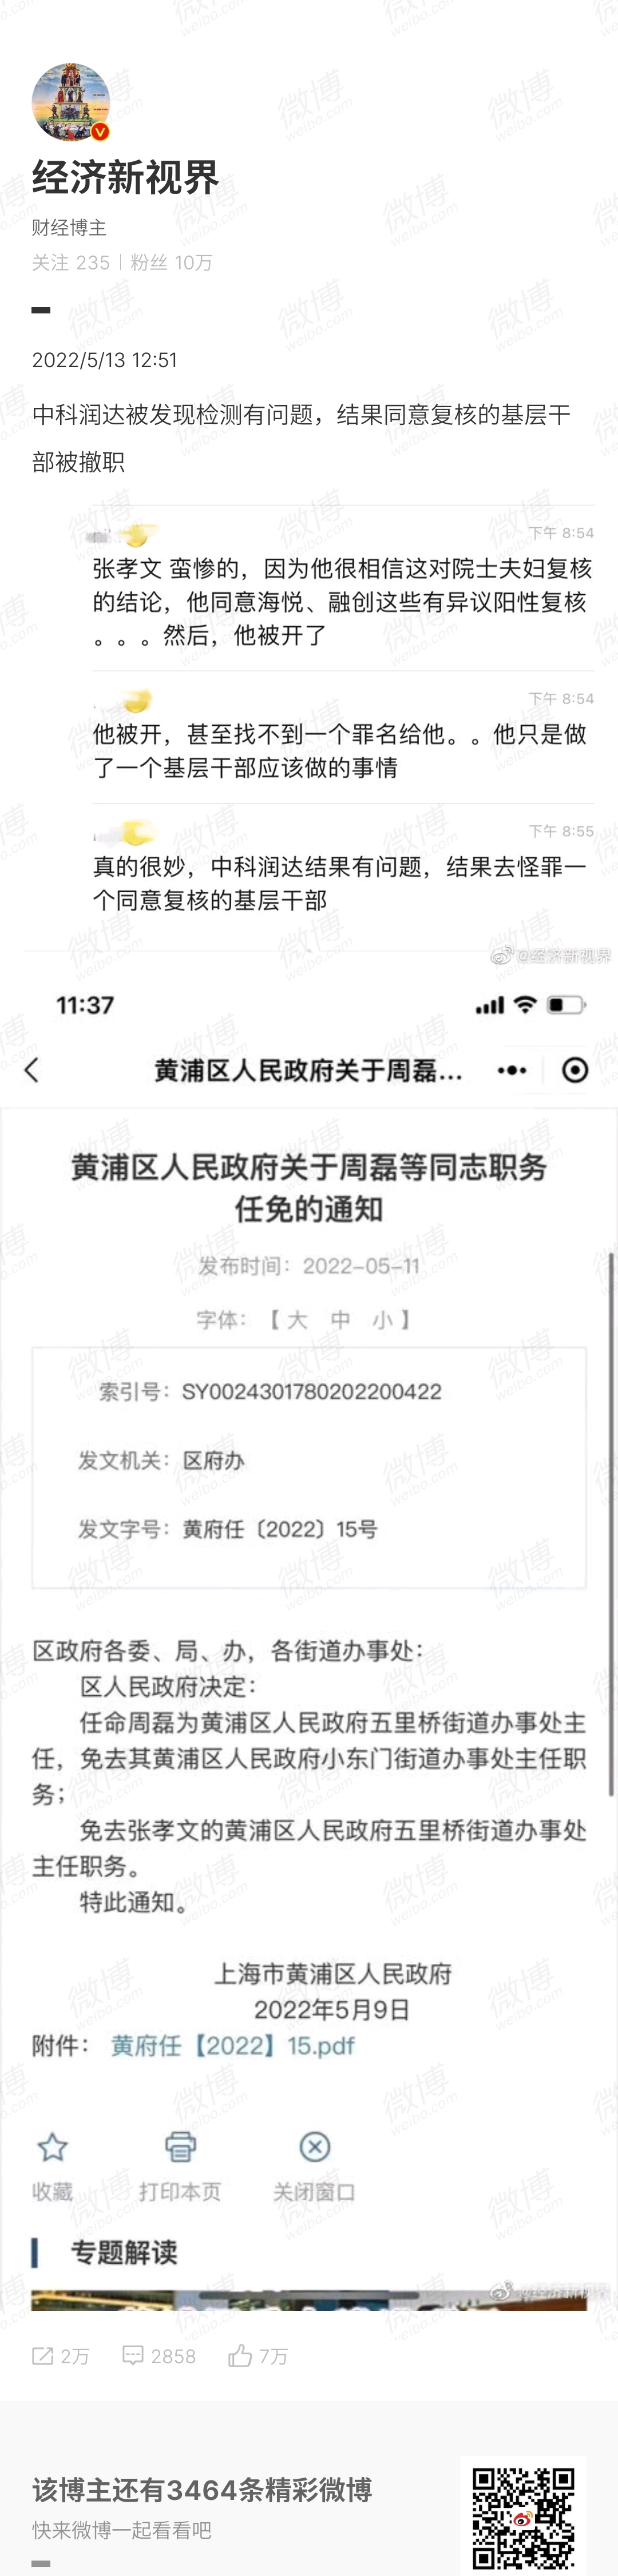 经济新视界
财经博主
关注 235 | 粉丝 10万
2022/5/13 12:51
中科润达被发现检测有问题，结果同意复核的基层干
部被撤职
下午 8:54
张孝文 蛮惨的，因为他很相信这对院士夫妇复核
的结论，他同意海悦、融创这些有异议阳性复核
。。。然后，他被开了
下午 8:54
他被开，甚至找不到一个罪名给他。。他只是做
了一个基层干部应该做的事情
下午 8:55
真的很妙，中科润达结果有问题，结果去怪罪一
个同意复核的基层干部
@经济新视界
11:37
黄浦区人民政府关于周磊...
黄浦区人民政府关于周磊等同志职务
任免的通知
发布时间：2022-05-11
字体：【 大 中 小 】
索引号：SY0024301780202200422
发文机关：区府办
发文字号：黄府任〔2022〕15号
区政府各委、局、办，各街道办事处：
区人民政府决定：
任命周磊为黄浦区人民政府五里桥街道办事处主
任，免去其黄浦区人民政府小东门街道办事处主任职
务；
免去张孝文的黄浦区人民政府五里桥街道办事处
主任职务。
特此通知。
上海市黄浦区人民政府
2022年5月9日
附件： 黄府任【2022】15.pdf
收藏 打印本页 关闭窗口
专题解读
@经济新视界
2万 2858 7万
该博主还有3464条精彩微博
快来微博一起看看吧